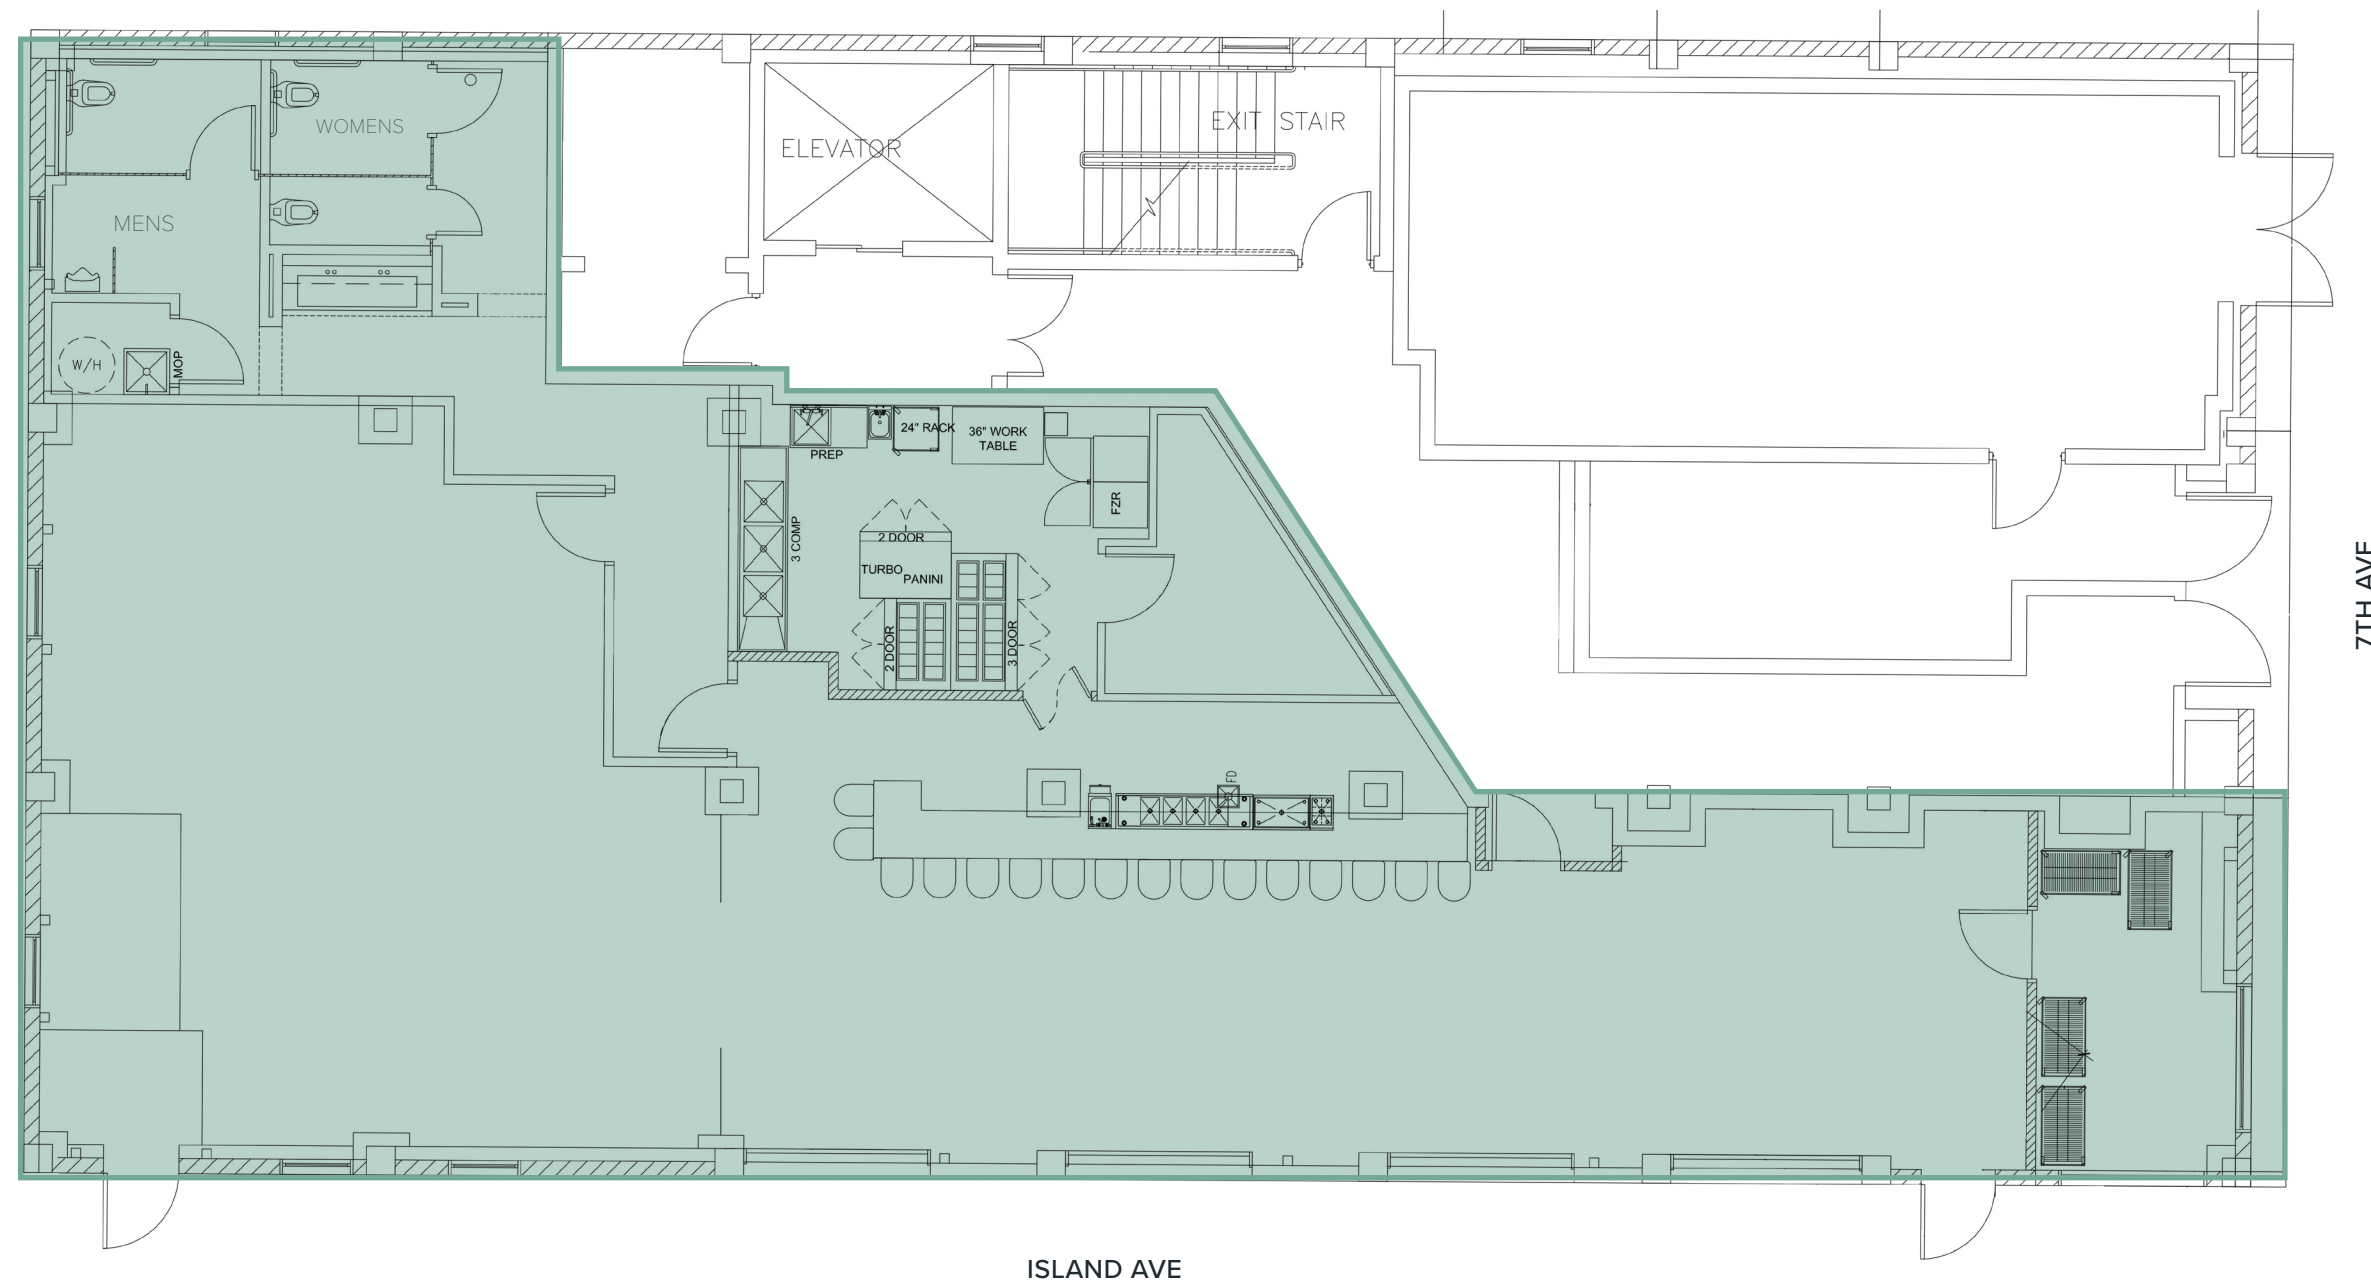 WOMENS
EXIT STAIR
ELEVATOR
MENS
W/H
MOP
24" RACK
36" WORK
TABLE
PREP
FZR
3 COMP
2 DOOR
TURBO
PANINI
2 DOOR
3 DOOR
FD
7TH AVE
ISLAND AVE